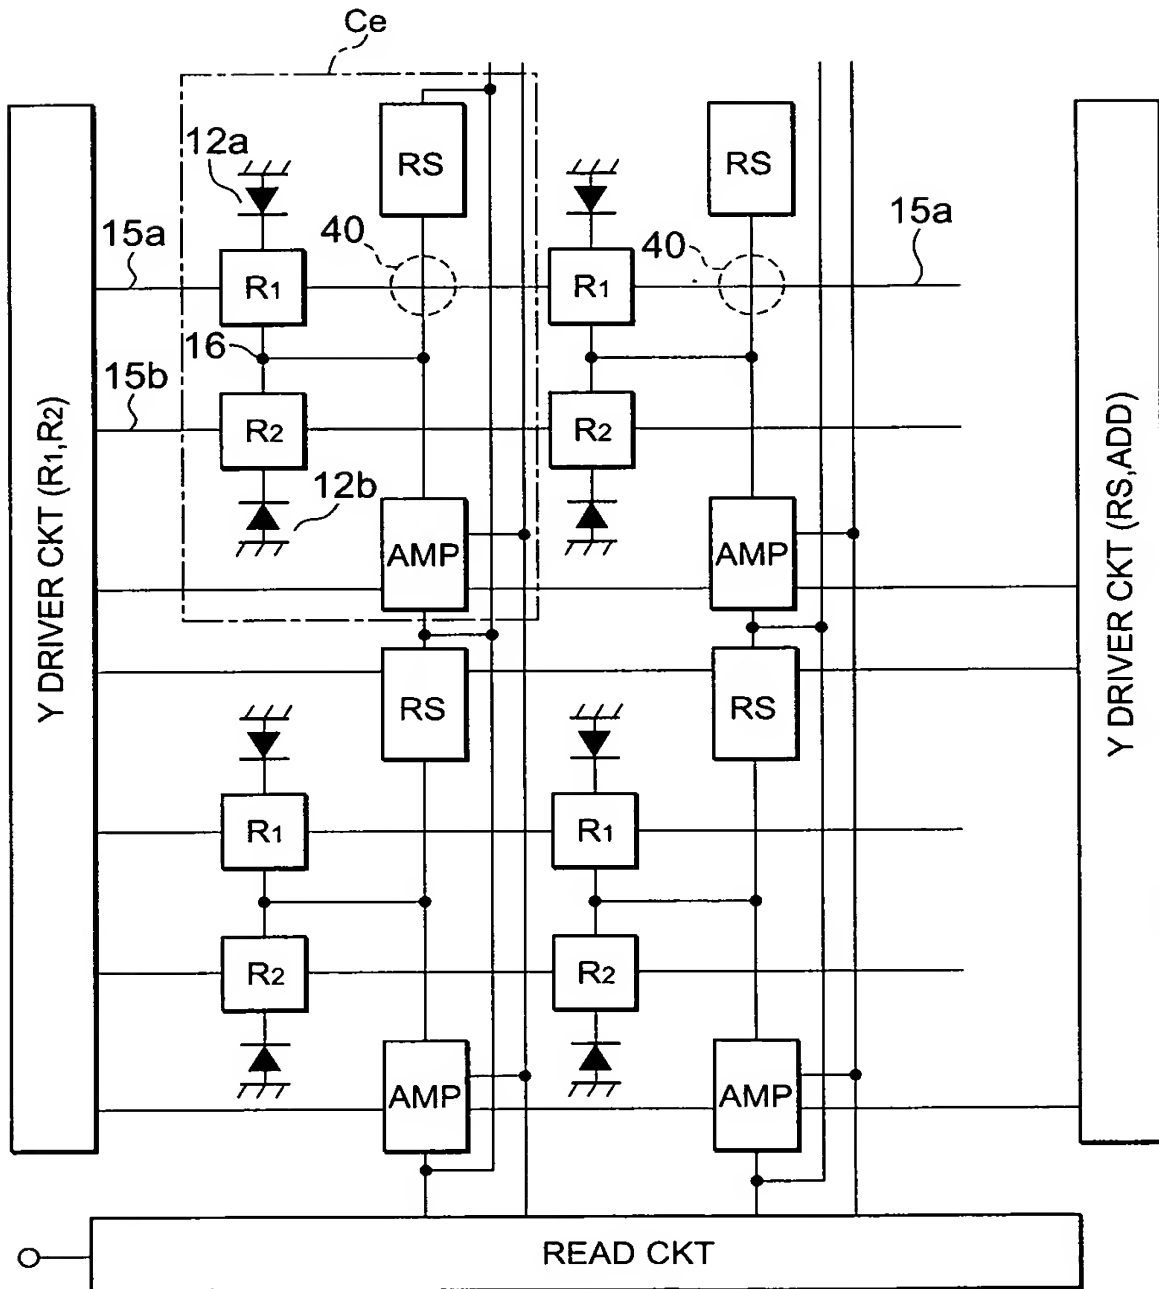 Ce
12a
RS
RS
15a
40
40
15a
R1
R1
16
15b
R2
R2
12b
AMP
AMP
Y DRIVER CKT (R1,R2)
Y DRIVER CKT (RS,ADD)
RS
RS
R1
R1
R2
R2
AMP
AMP
READ CKT